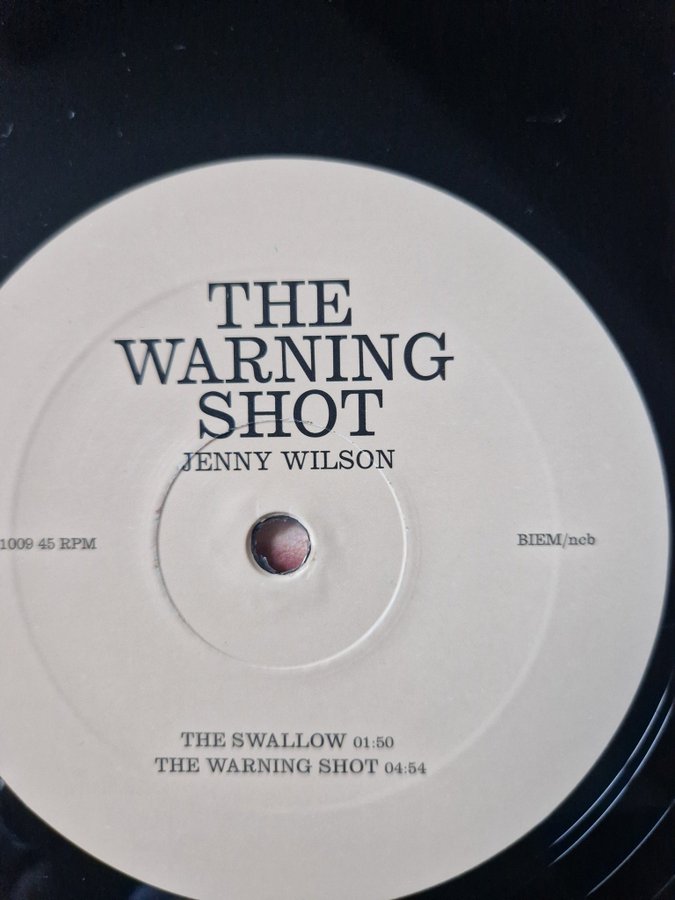 THE
WARNING
SHOT
JENNY WILSON
1009 45 RPM
BIEM/ncb
THE SWALLOW 01:50
THE WARNING SHOT 04:54